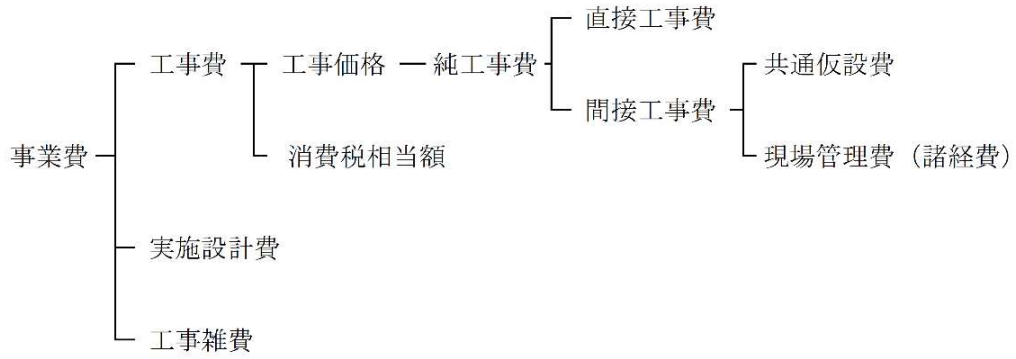 直接工事費
工事費
工事価格
純工事費
共通仮設費
間接工事費
事業費
消費税相当額
現場管理費（諸経費）
実施設計費
工事雑費